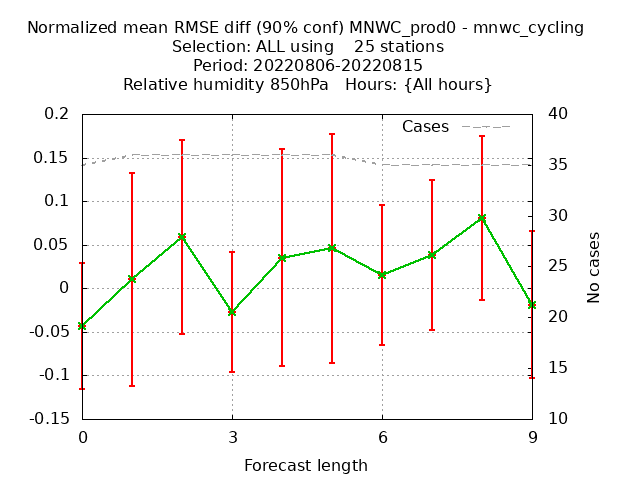 Normalized mean RMSE diff (90% conf) MNWC_prod0 - mnwc_cycling
Selection: ALL using    25 stations
Period: 20220806-20220815
Relative humidity 850hPa   Hours: {All hours}
Cases
0.2
0.15
0.1
0.05
0
-0.05
-0.1
-0.15
40
35
30
25
20
15
10
No cases
0 3 6 9
Forecast length